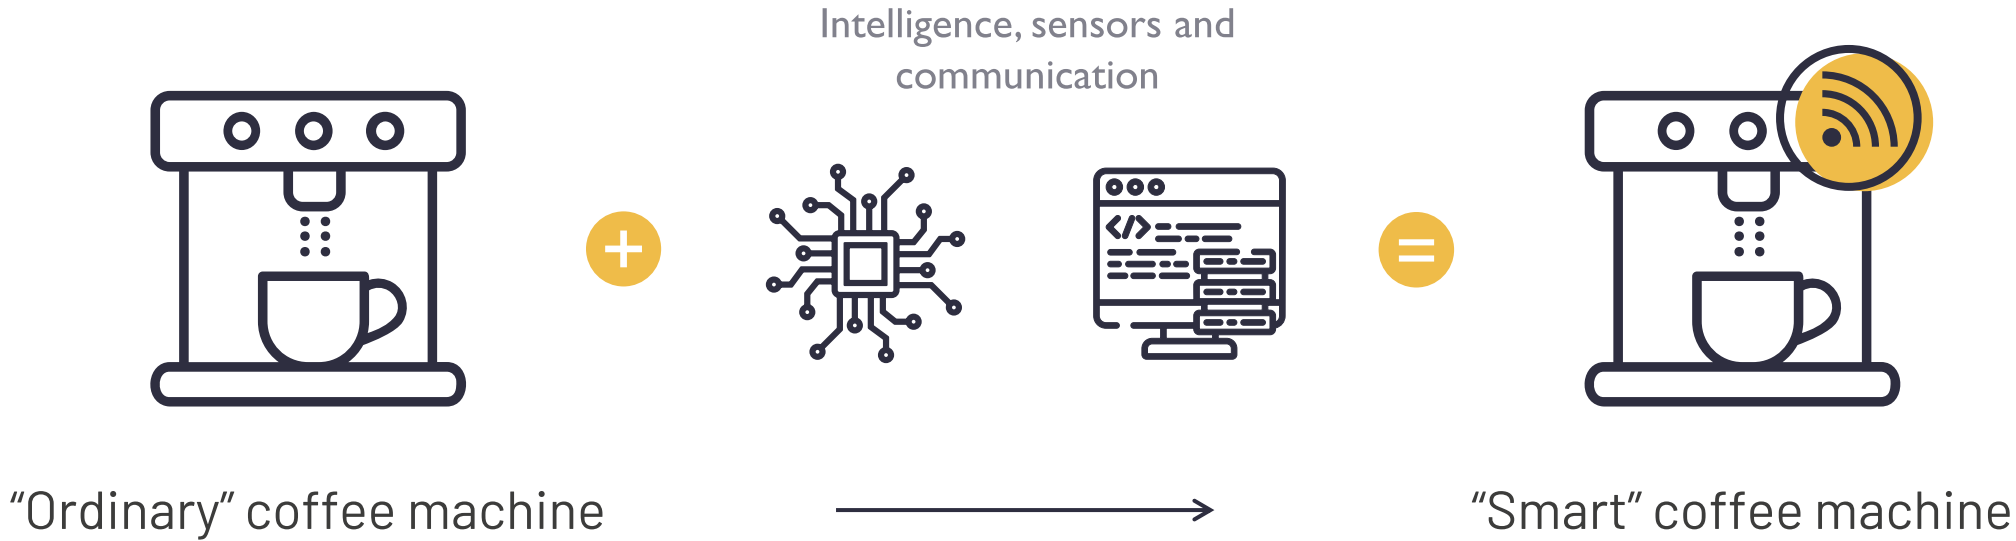 Intelligence, sensors and
communication
</>
“Ordinary” coffee machine
“Smart” coffee machine